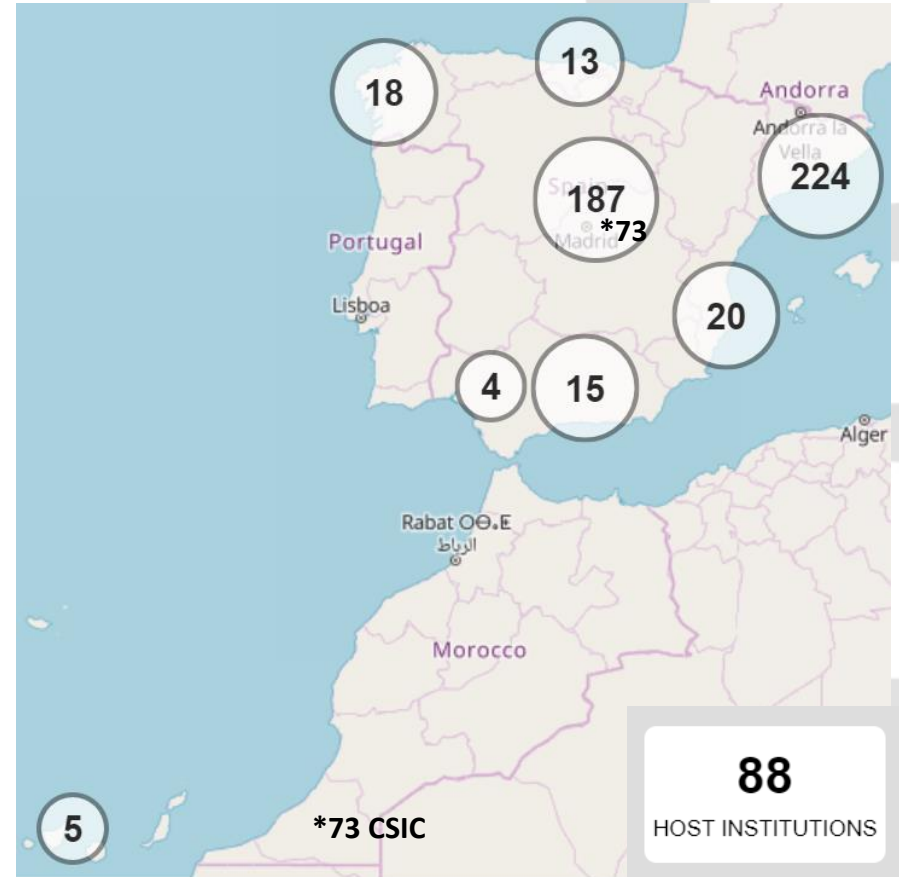 13
18
Andorra
Andorra la
Vella
224
Spain
187
*73
Madrid
Portugal
Lisboa
20
4
15
Alger
Rabat ⵔⴱⴰⵟ
الرباط
Morocco
88
HOST INSTITUTIONS
5
*73 CSIC